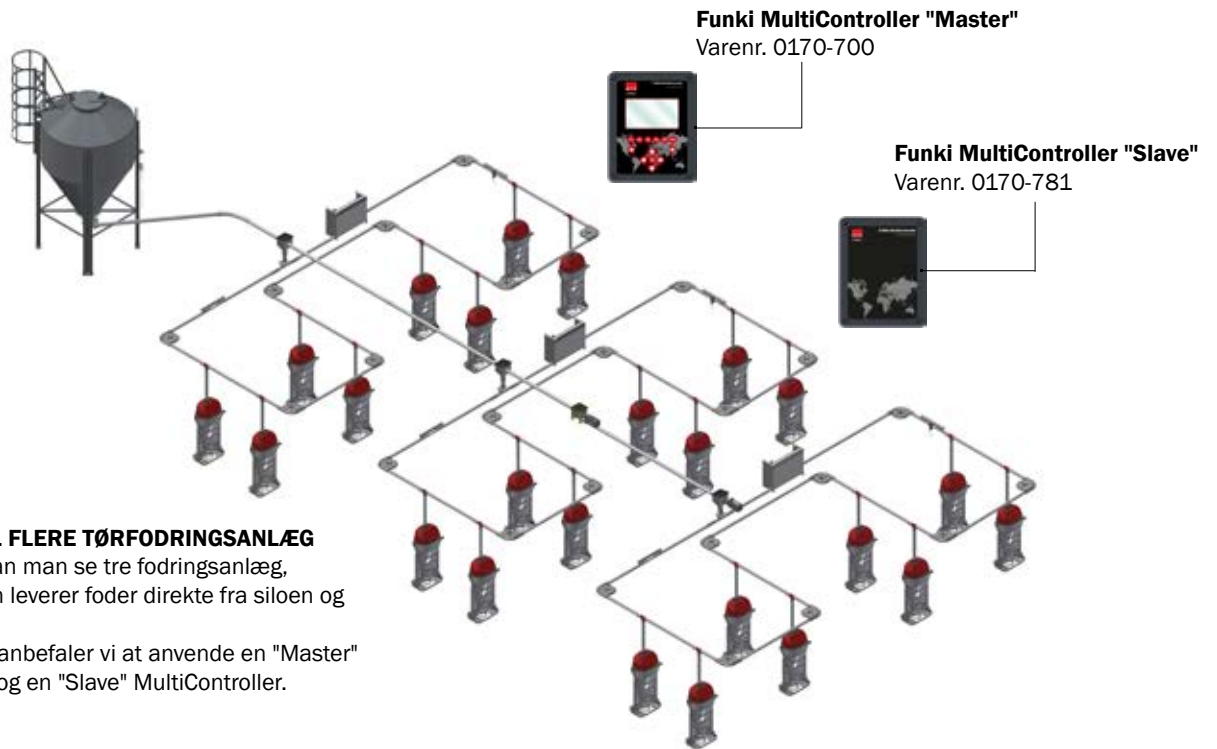 Funki MultiController "Master"
Varenr. 0170-700
Funki MultiController "Slave"
Varenr. 0170-781
FLERE TØRFODRINGSANLÆG
man se tre fodringsanlæg,
leverer foder direkte fra siloen og
anbefaler vi at anvende en "Master"
og en "Slave" MultiController.